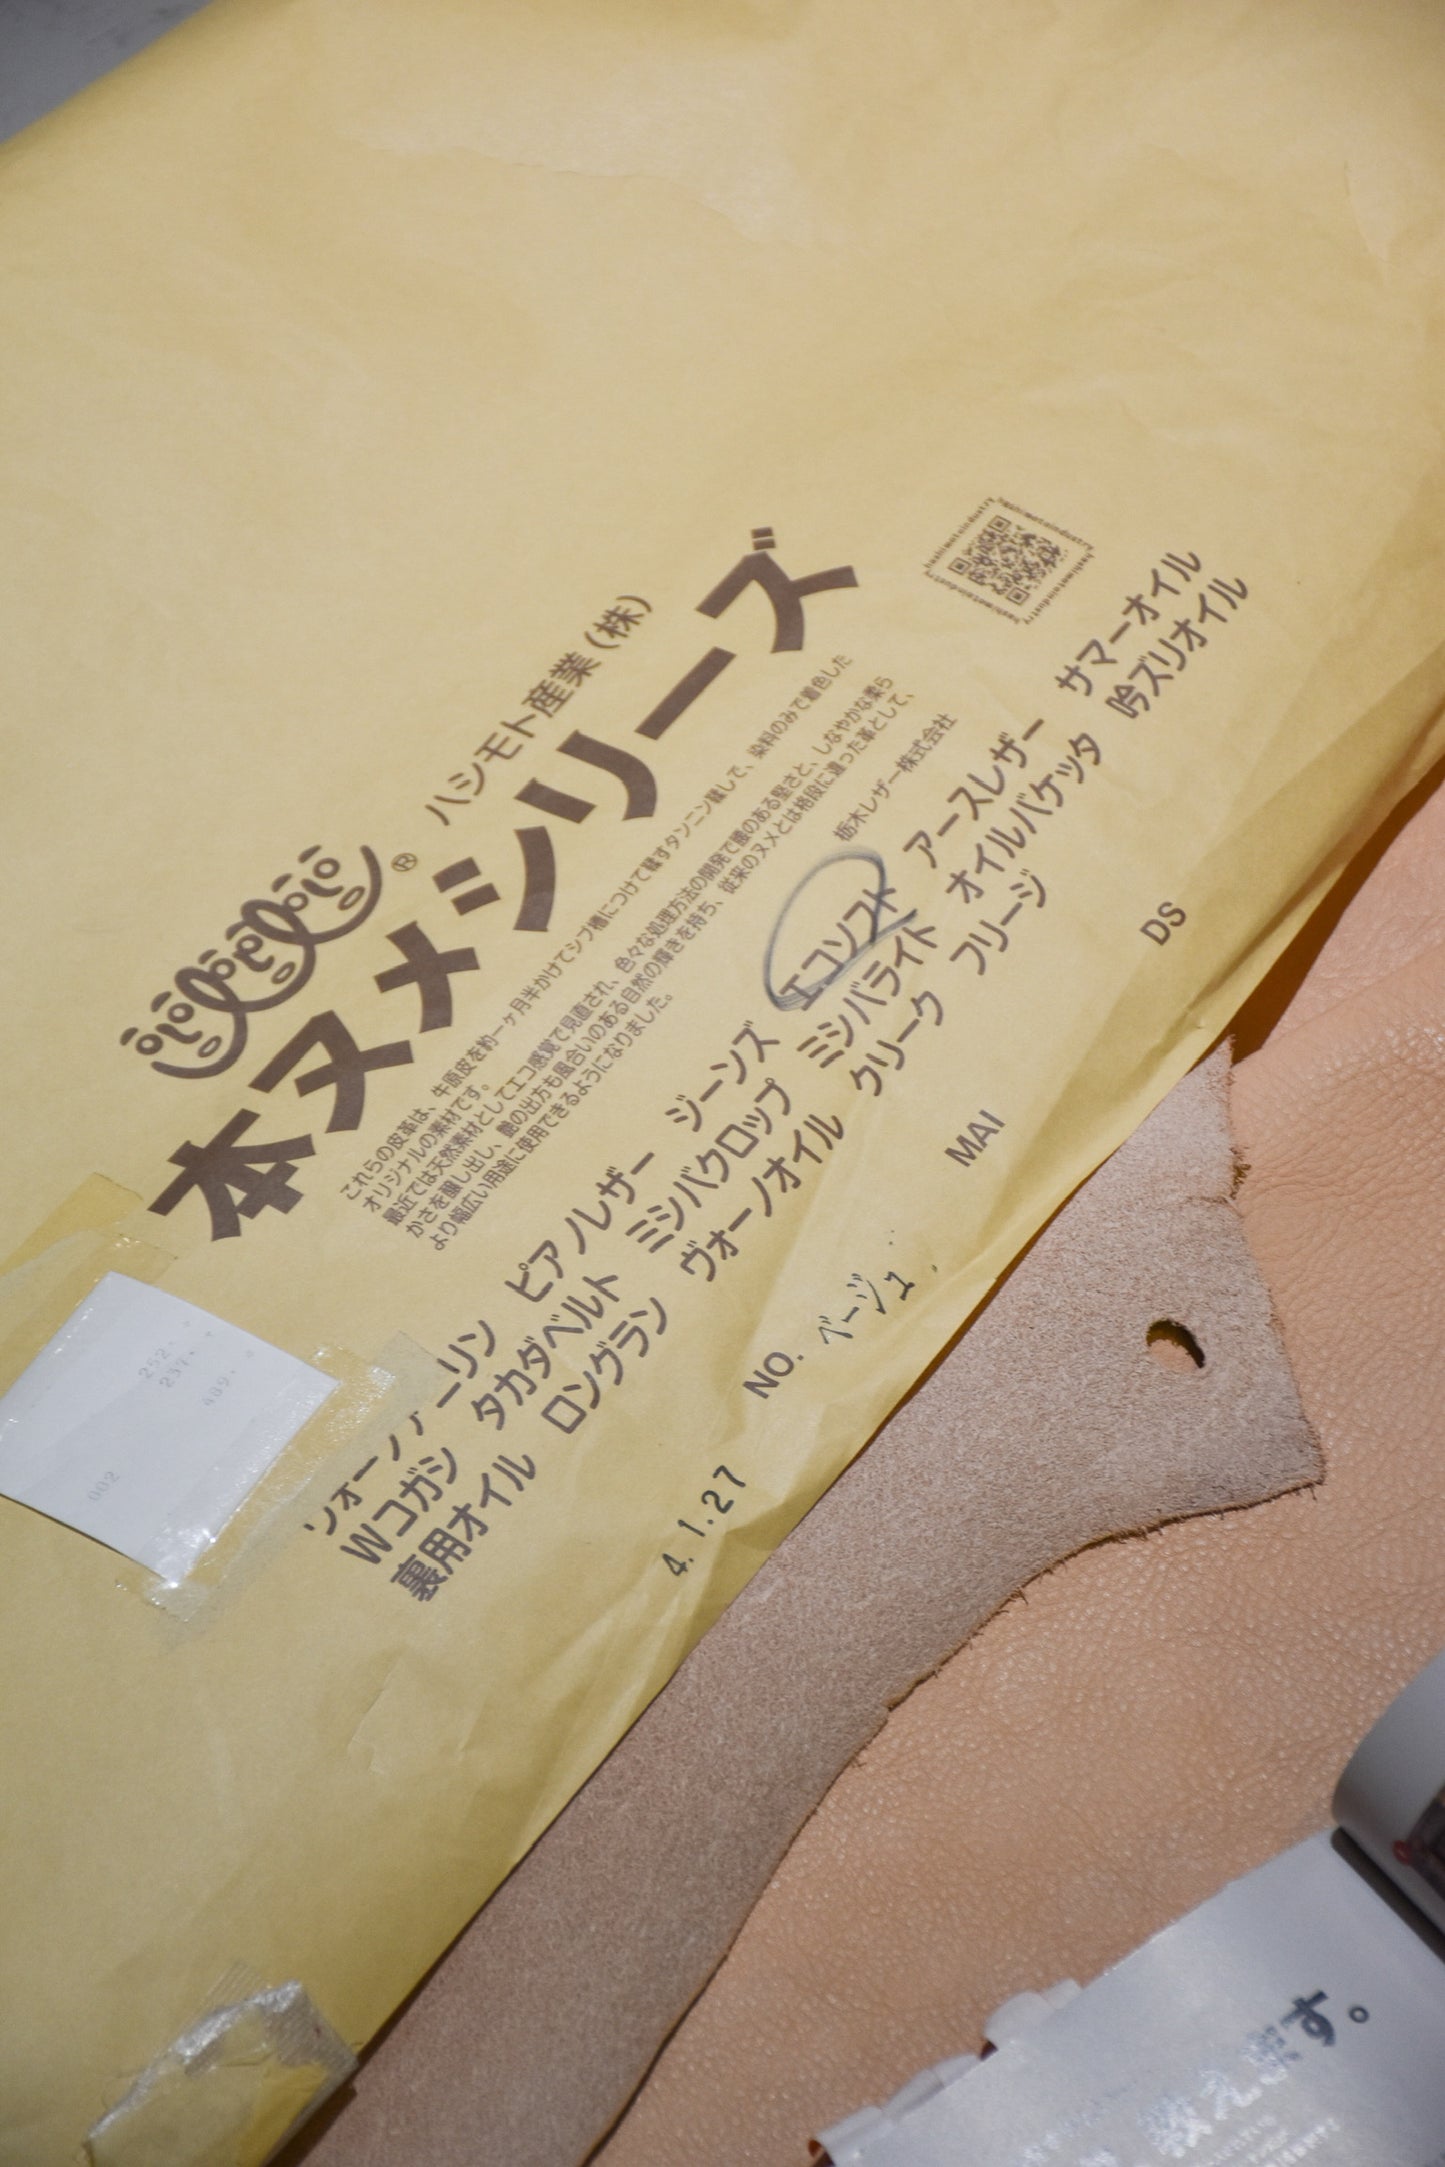 ハシモト産業(株)
®
本ヌメシリーズ
これらの皮革は、牛原皮を約一ヶ月半かけてシブ槽につけて鞣すタンニン鞣しで、染料のみで着色した
オリジナルの素材です。
最近では天然素材としてエコ感覚で見直され、色々な処理方法の開発で腰のある堅さと、しなやかな柔ら
かさを醸し出し、艶の出方も風合いのある自然の輝きを持ち、従来のヌメとは格段に違った革として、
より幅広い用途に使用できるようになりました。
栃木レザー株式会社
ーリン ピアノレザー ジーンズ エコソフト アースレザー サマーオイル
Wコガシ タカダベルト ミシバクロップ ミシバライト オイルバケッタ 吟ズリオイル
裏用オイル ロングラン ヴォーノオイル クリーク フリージ
4.1.27 NO. ベージュ MAI DS
252.
257.
489.
002
す。